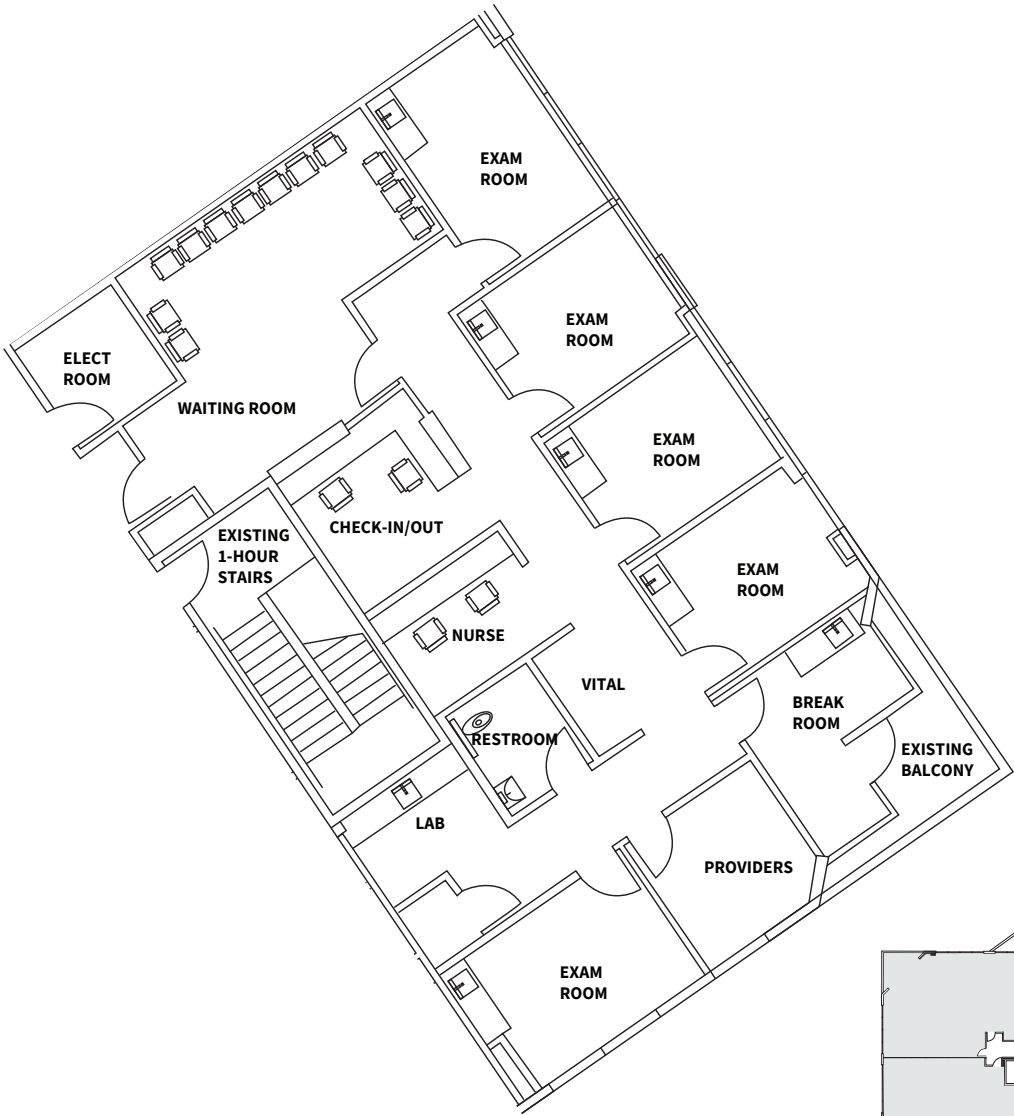 EXAM
ROOM
EXAM
ROOM
ELECT
ROOM
WAITING ROOM
EXAM
ROOM
CHECK-IN/OUT
EXISTING
1-HOUR
STAIRS
EXAM
ROOM
NURSE
VITAL
BREAK
ROOM
RESTROOM
EXISTING
BALCONY
LAB
PROVIDERS
EXAM
ROOM